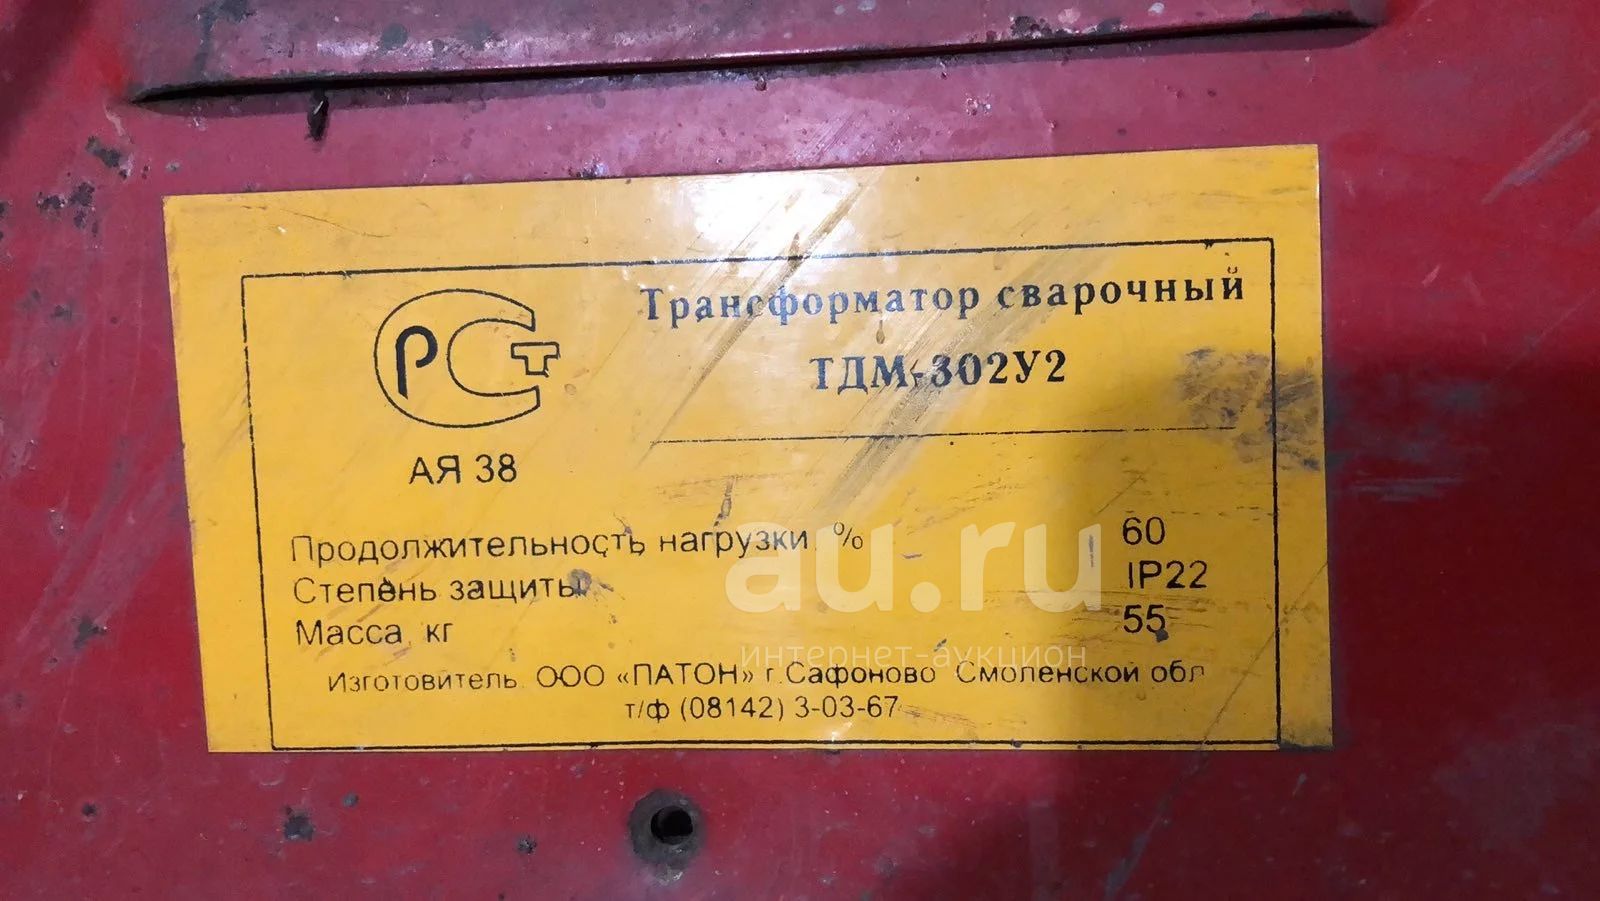 Трансформатор сварочный
ТДМ-302У2
РСТ
АЯ 38
Продолжительность нагрузки, % 60
Степень защиты IP22
Масса, кг 55
Изготовитель: ООО «ПАТОН» г.Сафоново Смоленской обл
т/ф (08142) 3-03-67
au.ru
интернет-аукцион